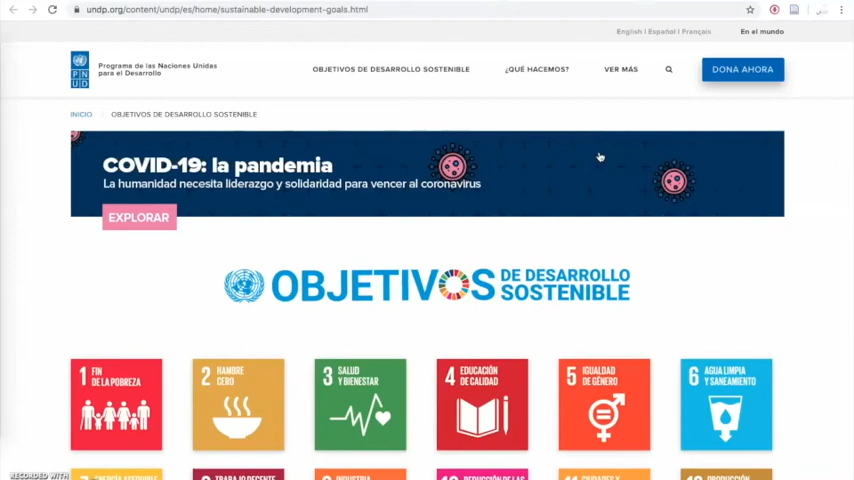 undp.org/content/undp/es/home/sustainable-development-goals.html
English | Español | Français
En el mundo
PN
UD
Programa de las Naciones Unidas
para el Desarrollo
OBJETIVOS DE DESARROLLO SOSTENIBLE
¿QUÉ HACEMOS?
VER MÁS
DONA AHORA
INICIO
OBJETIVOS DE DESARROLLO SOSTENIBLE
COVID-19: la pandemia
La humanidad necesita liderazgo y solidaridad para vencer al coronavirus
EXPLORAR
OBJETIVOS
DE DESARROLLO
SOSTENIBLE
1 FIN
DE LA POBREZA
2 HAMBRE
CERO
3 SALUD
Y BIENESTAR
4 EDUCACIÓN
DE CALIDAD
5 IGUALDAD
DE GÉNERO
6 AGUA LIMPIA
Y SANEAMIENTO
RECORDED WITH